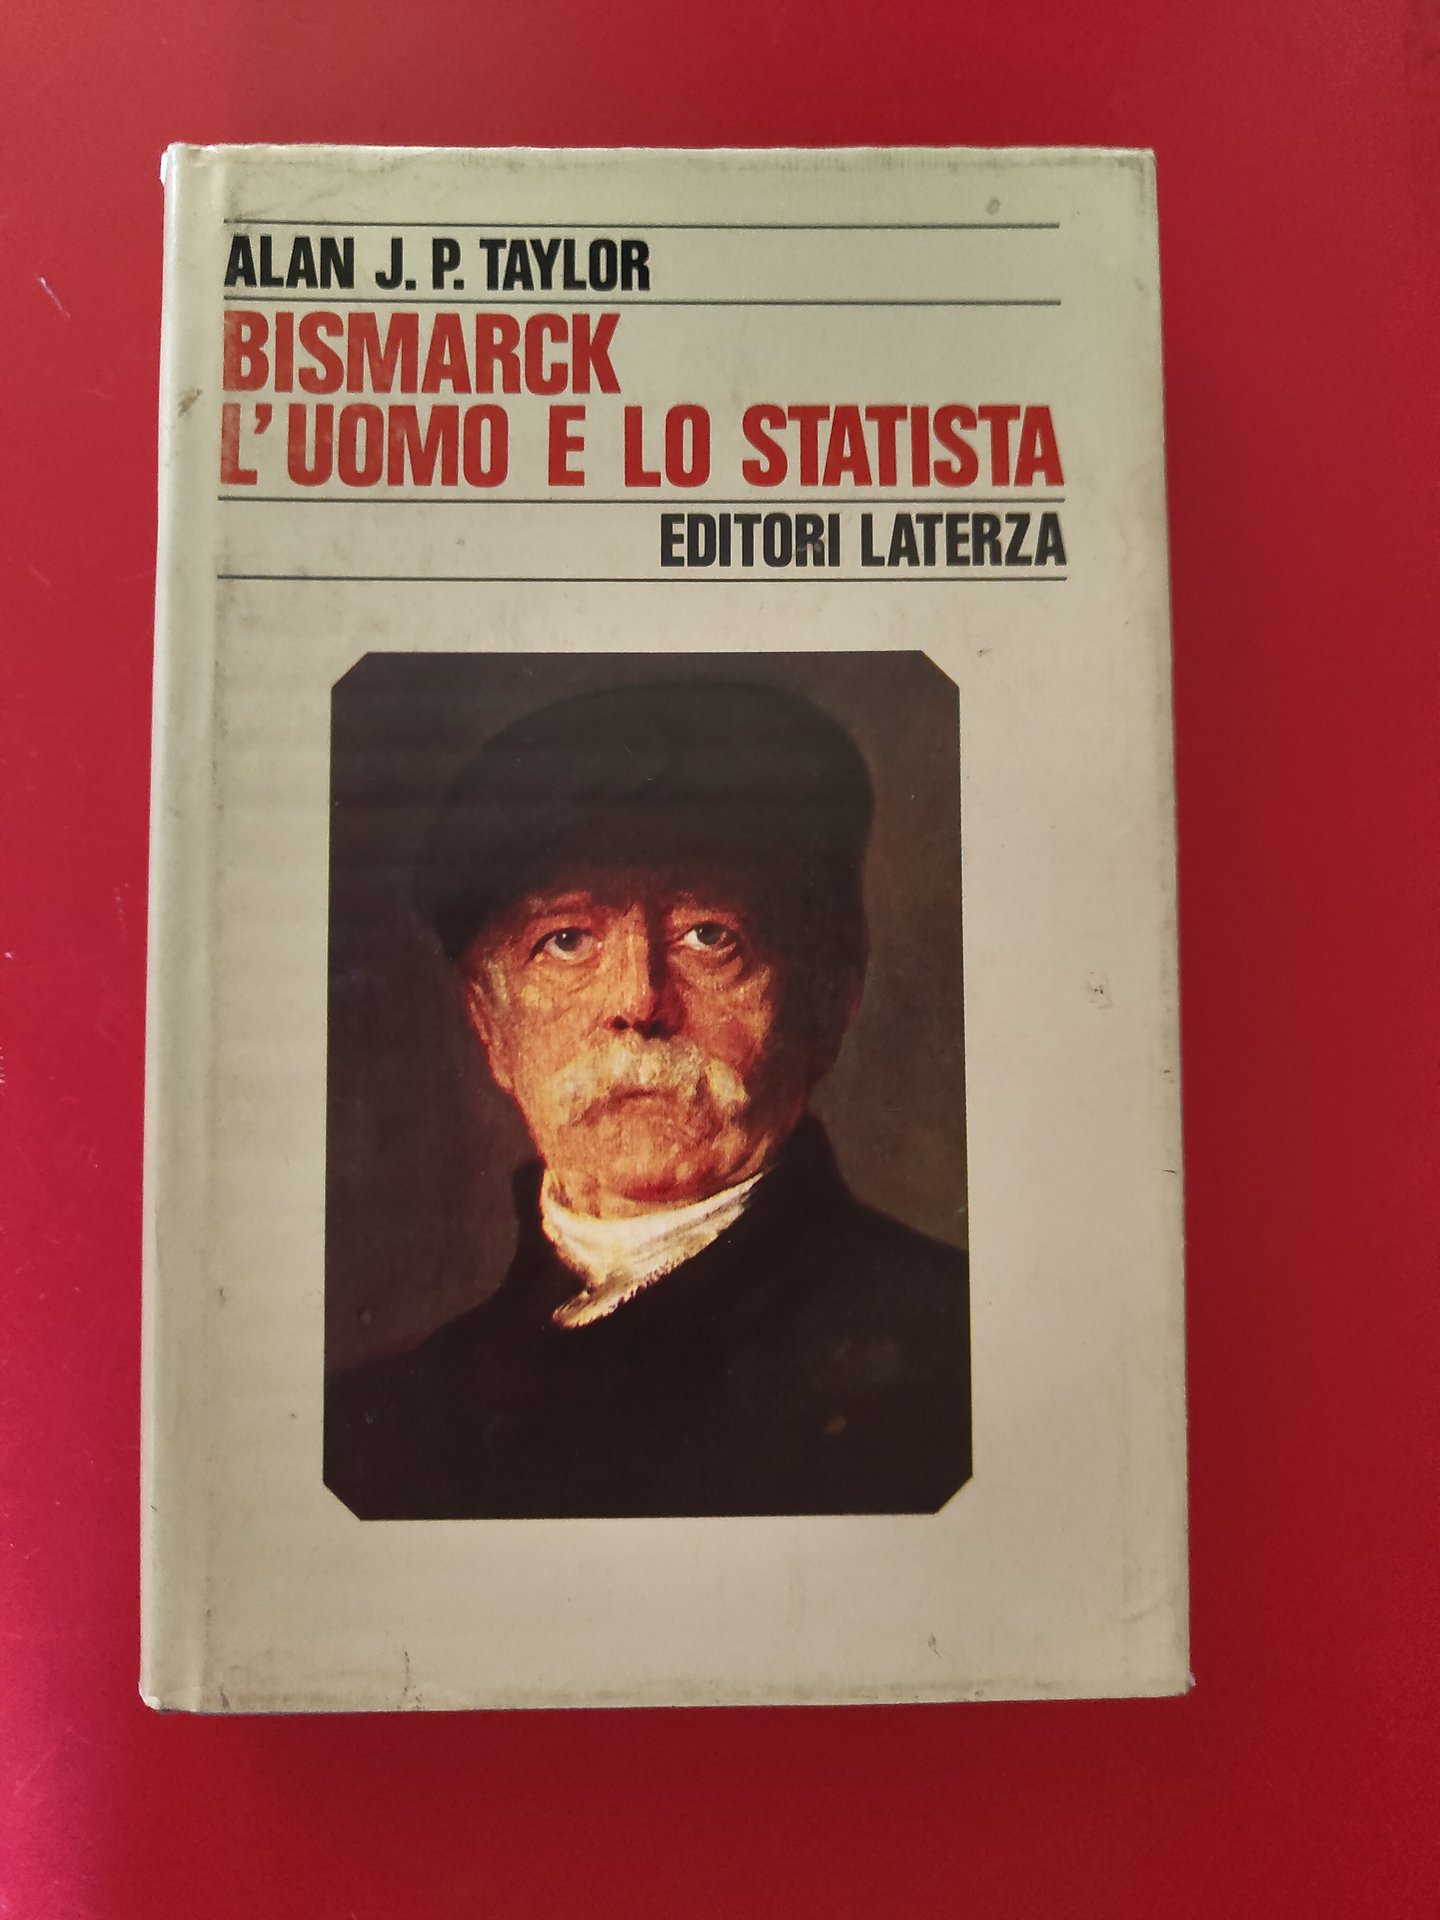 ALAN J. P. TAYLOR
BISMARCK
L'UOMO E LO STATISTA
EDITORI LATERZA